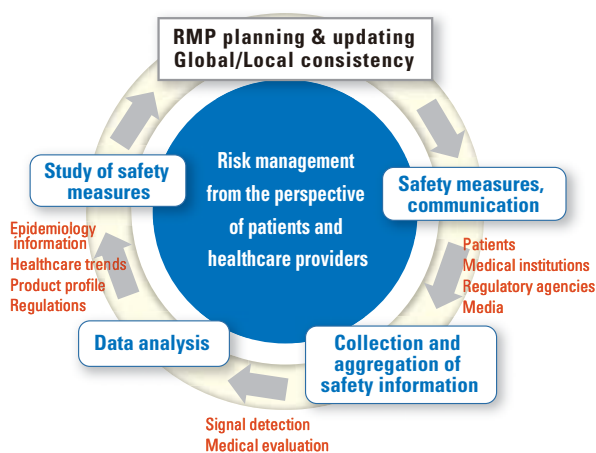 RMP planning & updating
Global/Local consistency
Risk management
from the perspective
of patients and
healthcare providers
Study of safety
measures
Safety measures,
communication
Epidemiology
information
Healthcare trends
Product profile
Regulations
Patients
Medical institutions
Regulatory agencies
Media
Data analysis
Collection and
aggregation of
safety information
Signal detection
Medical evaluation